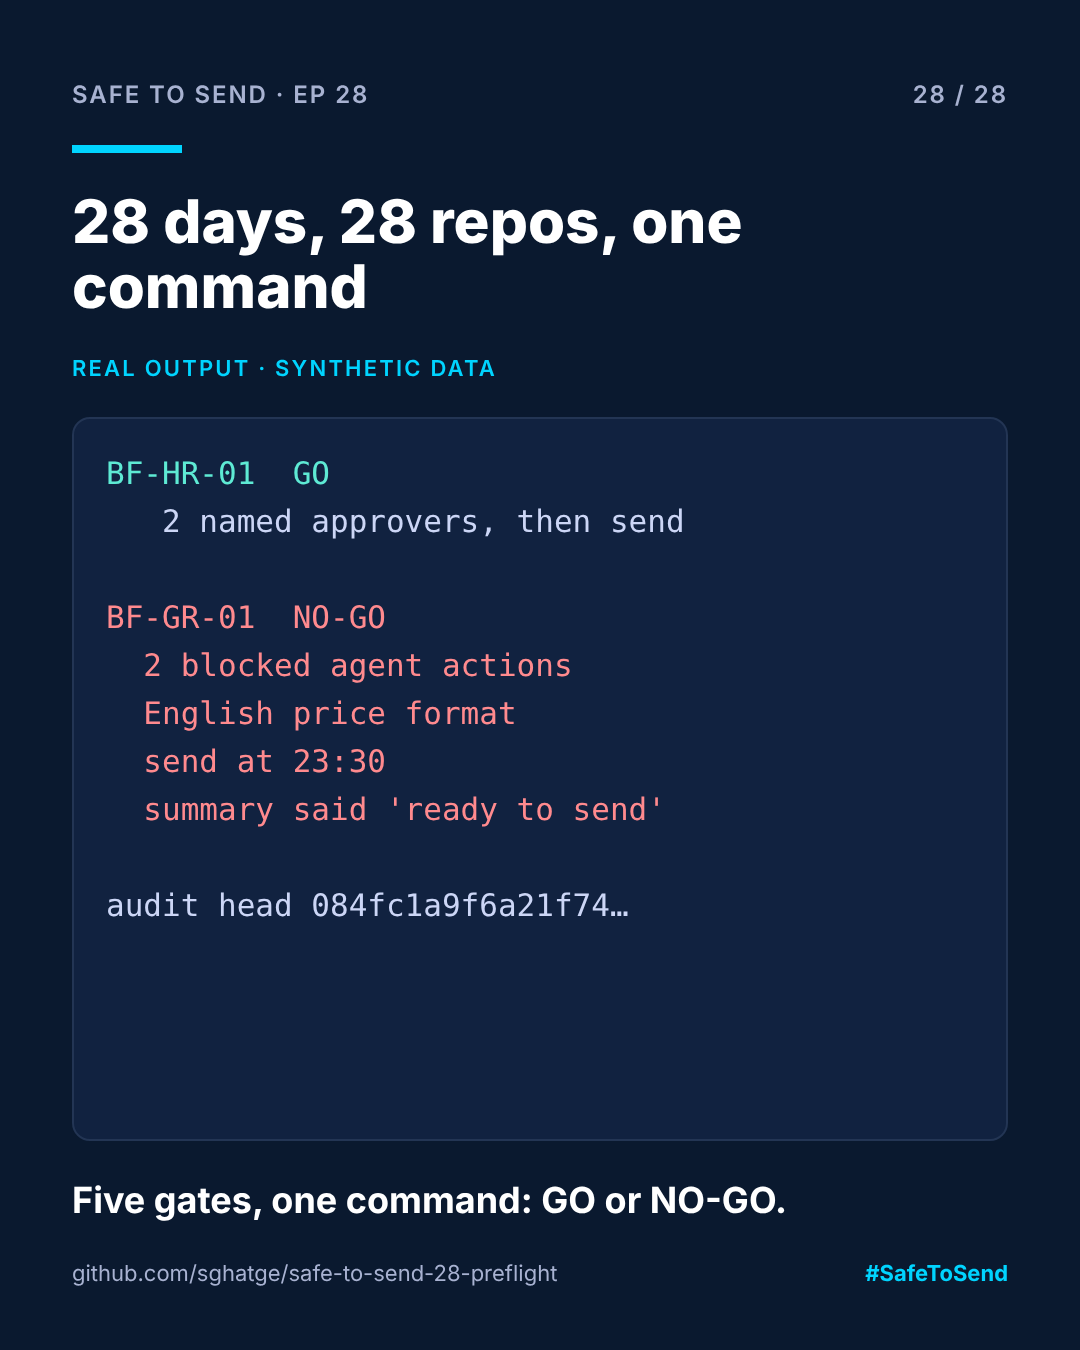 SAFE TO SEND · EP 28
28 / 28
28 days, 28 repos, one
command
REAL OUTPUT · SYNTHETIC DATA
BF-HR-01  GO
2 named approvers, then send
BF-GR-01  NO-GO
2 blocked agent actions
English price format
send at 23:30
summary said 'ready to send'
audit head 084fc1a9f6a21f74…
Five gates, one command: GO or NO-GO.
github.com/sghatge/safe-to-send-28-preflight
#SafeToSend